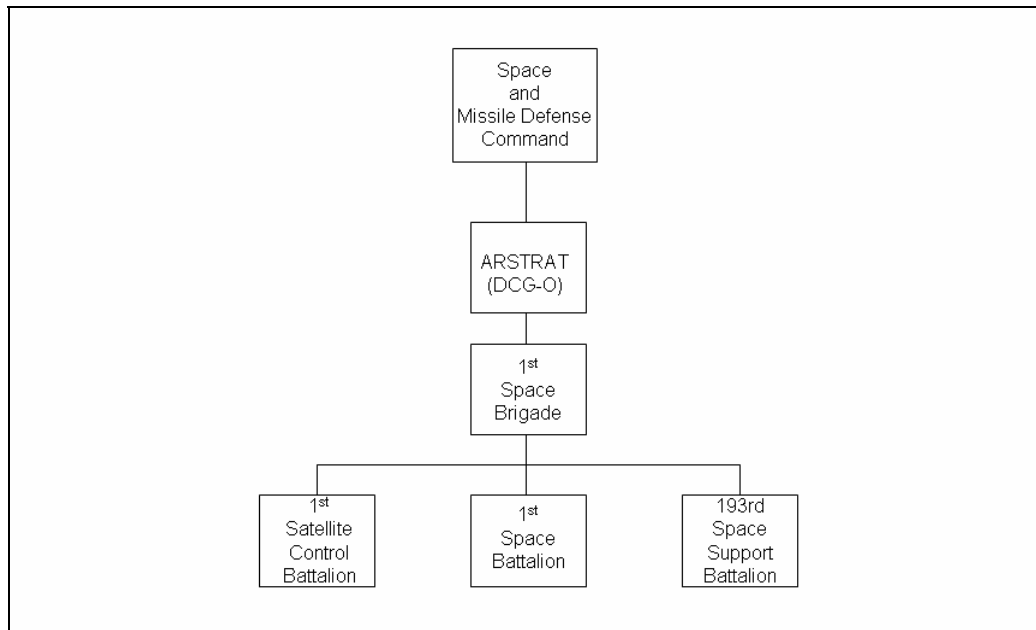 Space
and
Missile Defense
Command
ARSTRAT
(DCG-O)
1st
Space
Brigade
1st
Satellite
Control
Battalion
1st
Space
Battalion
193rd
Space
Support
Battalion